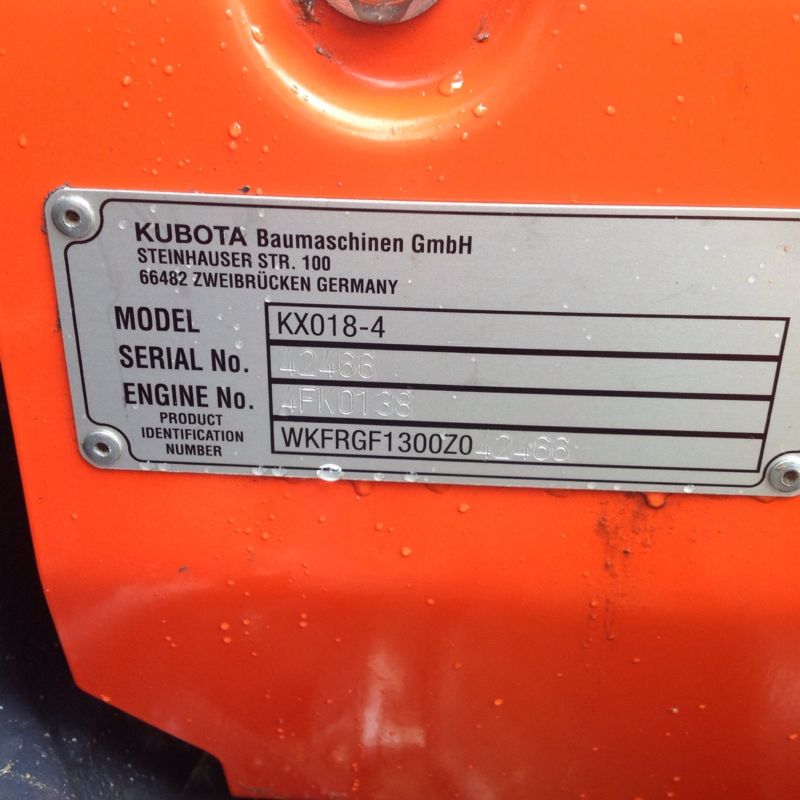 KUBOTA Baumaschinen GmbH
STEINHAUSER STR. 100
66482 ZWEIBRÜCKEN GERMANY
MODEL KX018-4
SERIAL No. 42466
ENGINE No. 4FK0138
PRODUCT
IDENTIFICATION
NUMBER
WKFRGF1300Z042466